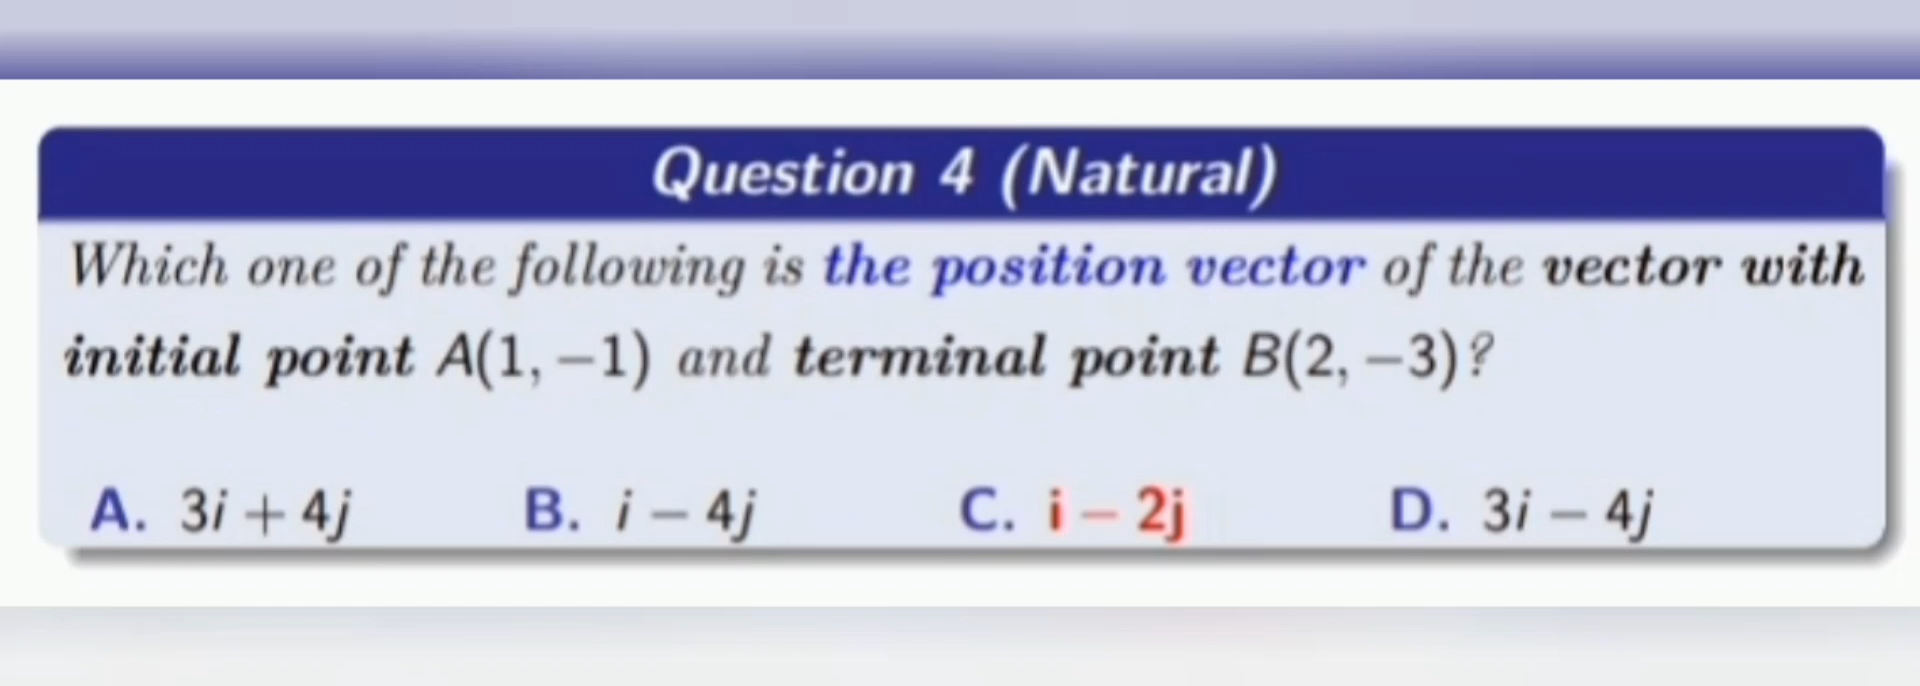 Question 4 (Natural)
Which one of the following is the position vector of the vector with
initial point A(1, −1) and terminal point B(2, −3)?
A. 3i + 4j B. i − 4j C. i − 2j D. 3i − 4j